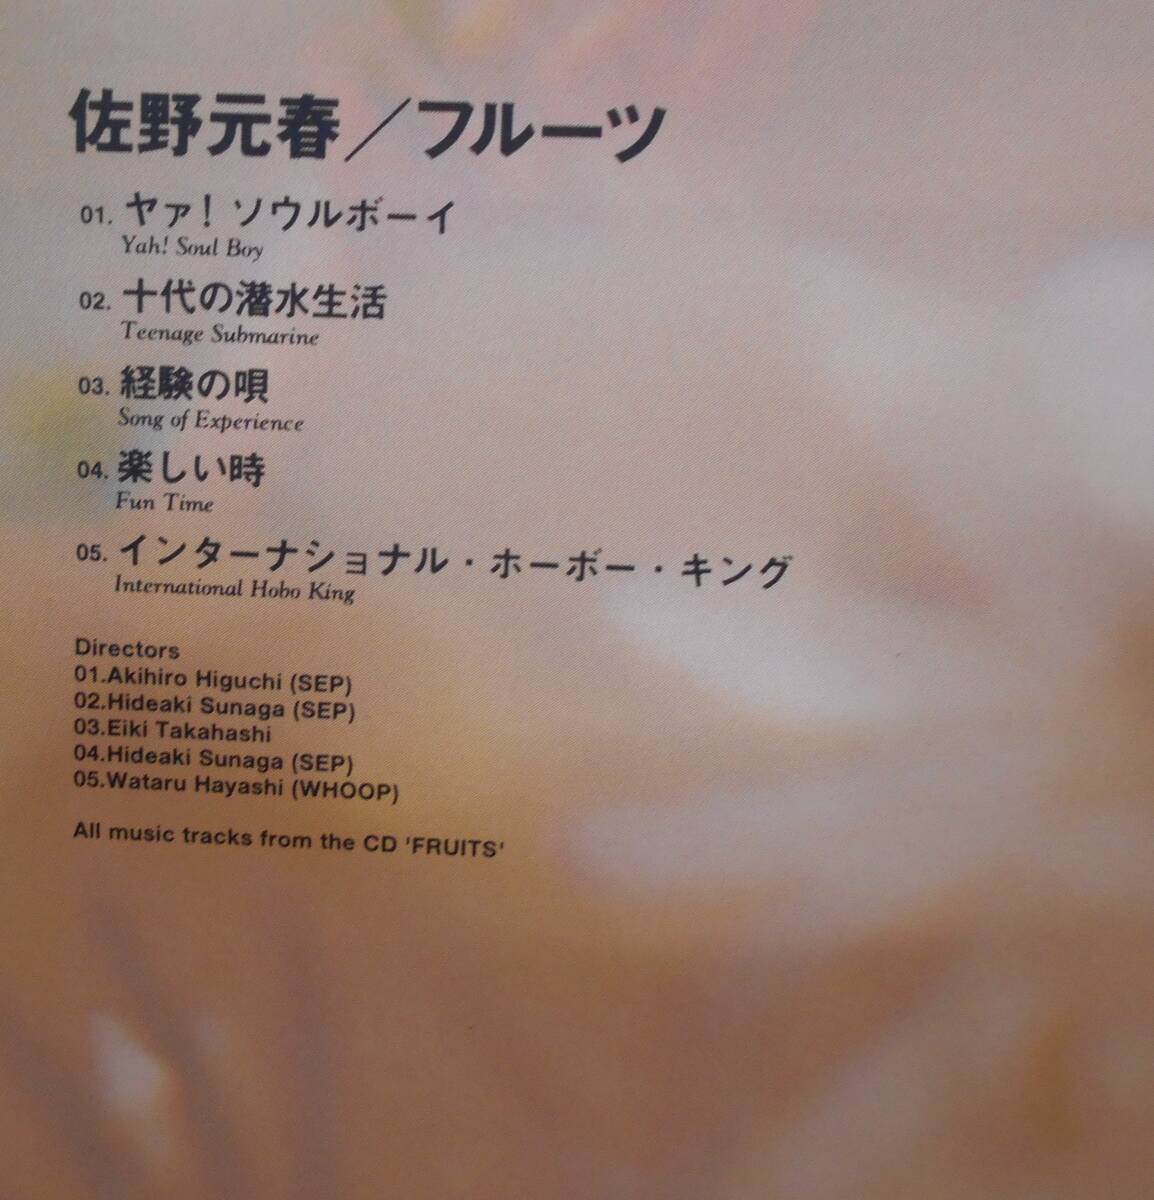 佐野元春／フルーツ
01. ヤァ! ソウルボーイ
Yah! Soul Boy
02. 十代の潜水生活
Teenage Submarine
03. 経験の唄
Song of Experience
04. 楽しい時
Fun Time
05. インターナショナル・ホーボー・キング
International Hobo King
Directors
01.Akihiro Higuchi (SEP)
02.Hideaki Sunaga (SEP)
03.Eiki Takahashi
04.Hideaki Sunaga (SEP)
05.Wataru Hayashi (WHOOP)
All music tracks from the CD 'FRUITS'